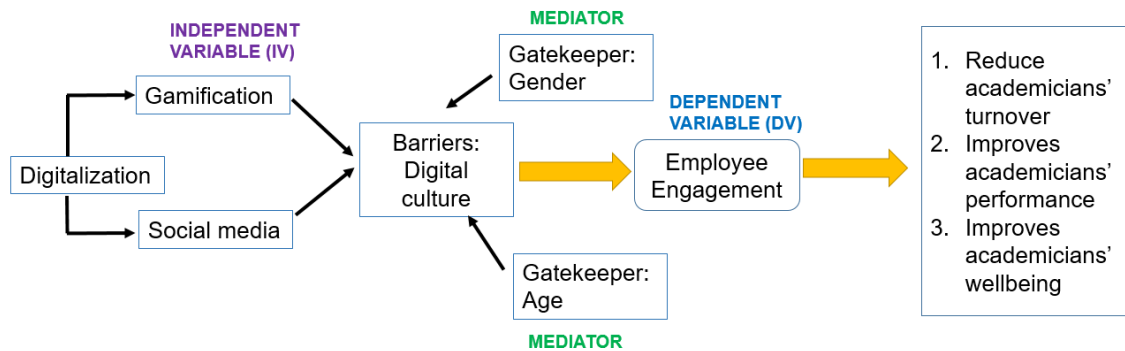 INDEPENDENT
VARIABLE (IV)
MEDIATOR
Gatekeeper:
Gender
Gamification
Digitalization
Social media
Barriers:
Digital
culture
DEPENDENT
VARIABLE (DV)
Employee
Engagement
Gatekeeper:
Age
MEDIATOR
1. Reduce
academicians’
turnover
2. Improves
academicians’
performance
3. Improves
academicians’
wellbeing